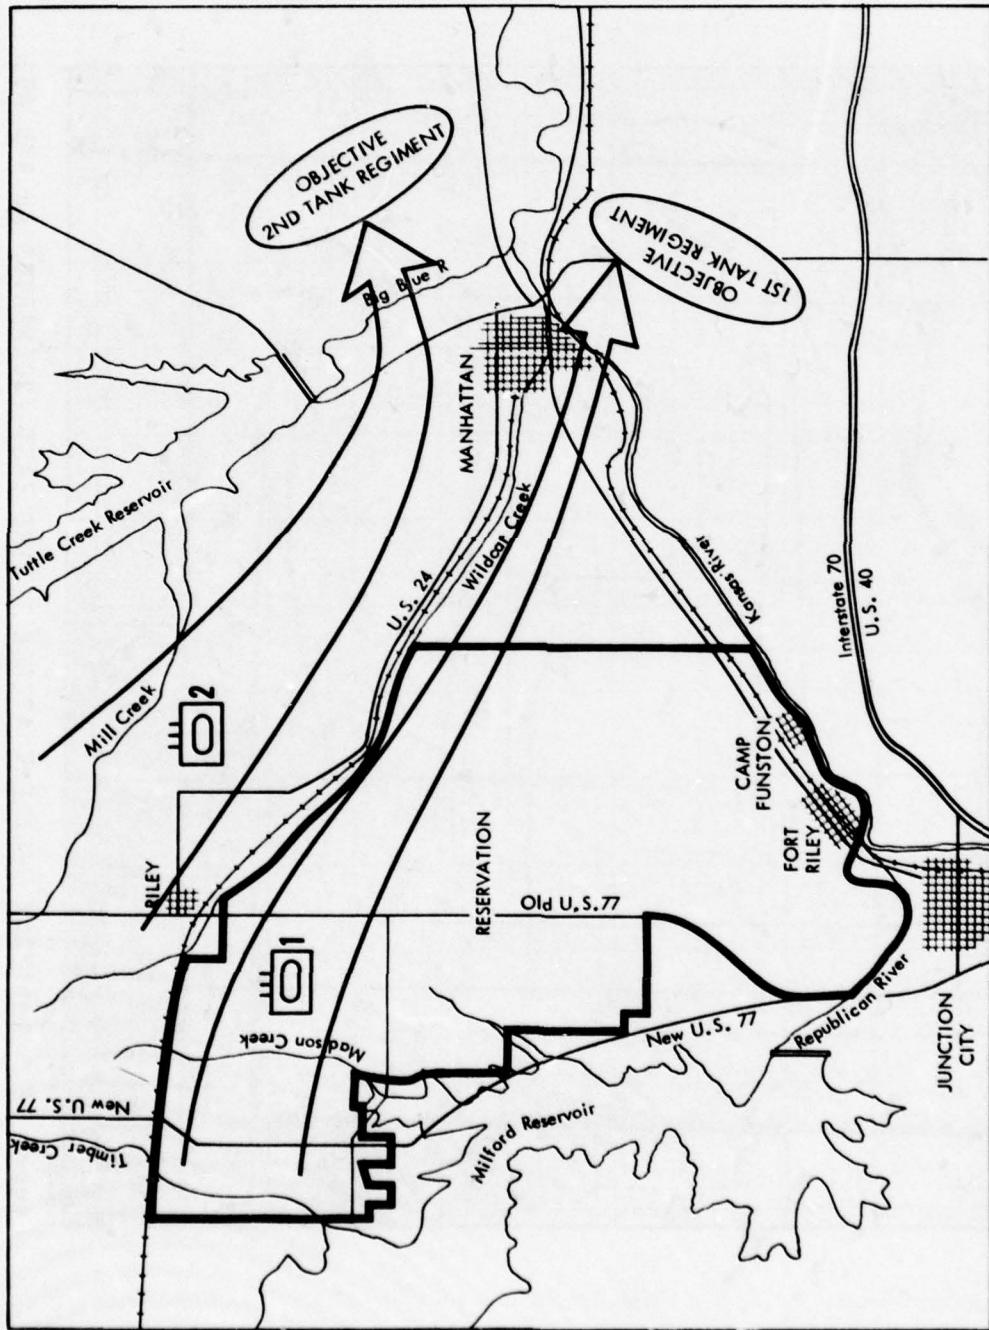 OBJECTIVE
2ND TANK REGIMENT
Big Blue R
OBJECTIVE
1ST TANK REGIMENT
MANHATTAN
Tuttle Creek Reservoir
Wildcat Creek
U.S. 24
Kansas River
Interstate 70
U.S. 40
Mill Creek
2
CAMP
FUNSTON
FORT
RILEY
RILEY
RESERVATION
Old U.S.77
1
Madison Creek
New U.S. 77
Republican River
JUNCTION
CITY
New U.S. 77
Timber Creek
Milford Reservoir